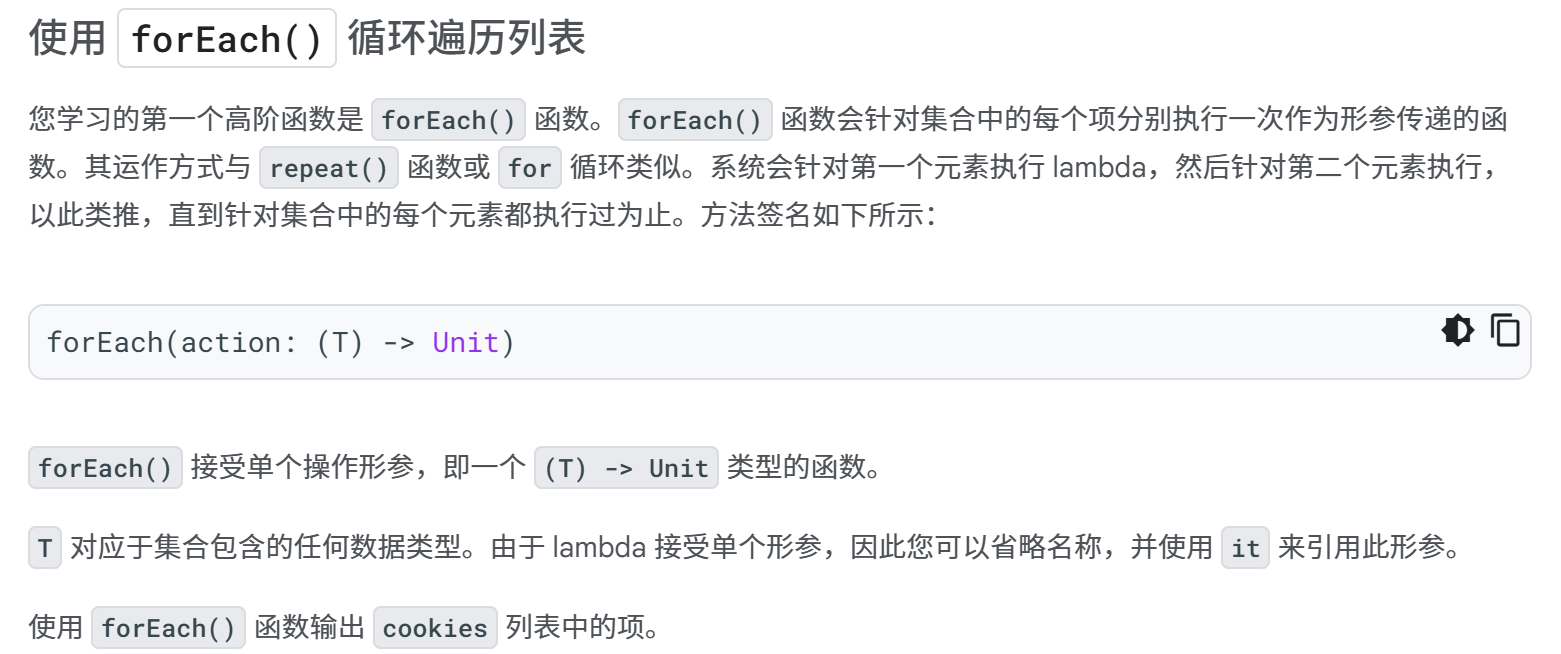 使用 forEach() 循环遍历列表
您学习的第一个高阶函数是 forEach() 函数。forEach() 函数会针对集合中的每个项分别执行一次作为形参传递的函
数。其运作方式与 repeat() 函数或 for 循环类似。系统会针对第一个元素执行 lambda，然后针对第二个元素执行，
以此类推，直到针对集合中的每个元素都执行过为止。方法签名如下所示：
forEach(action: (T) -> Unit)
forEach() 接受单个操作形参，即一个 (T) -> Unit 类型的函数。
T 对应于集合包含的任何数据类型。由于 lambda 接受单个形参，因此您可以省略名称，并使用 it 来引用此形参。
使用 forEach() 函数输出 cookies 列表中的项。